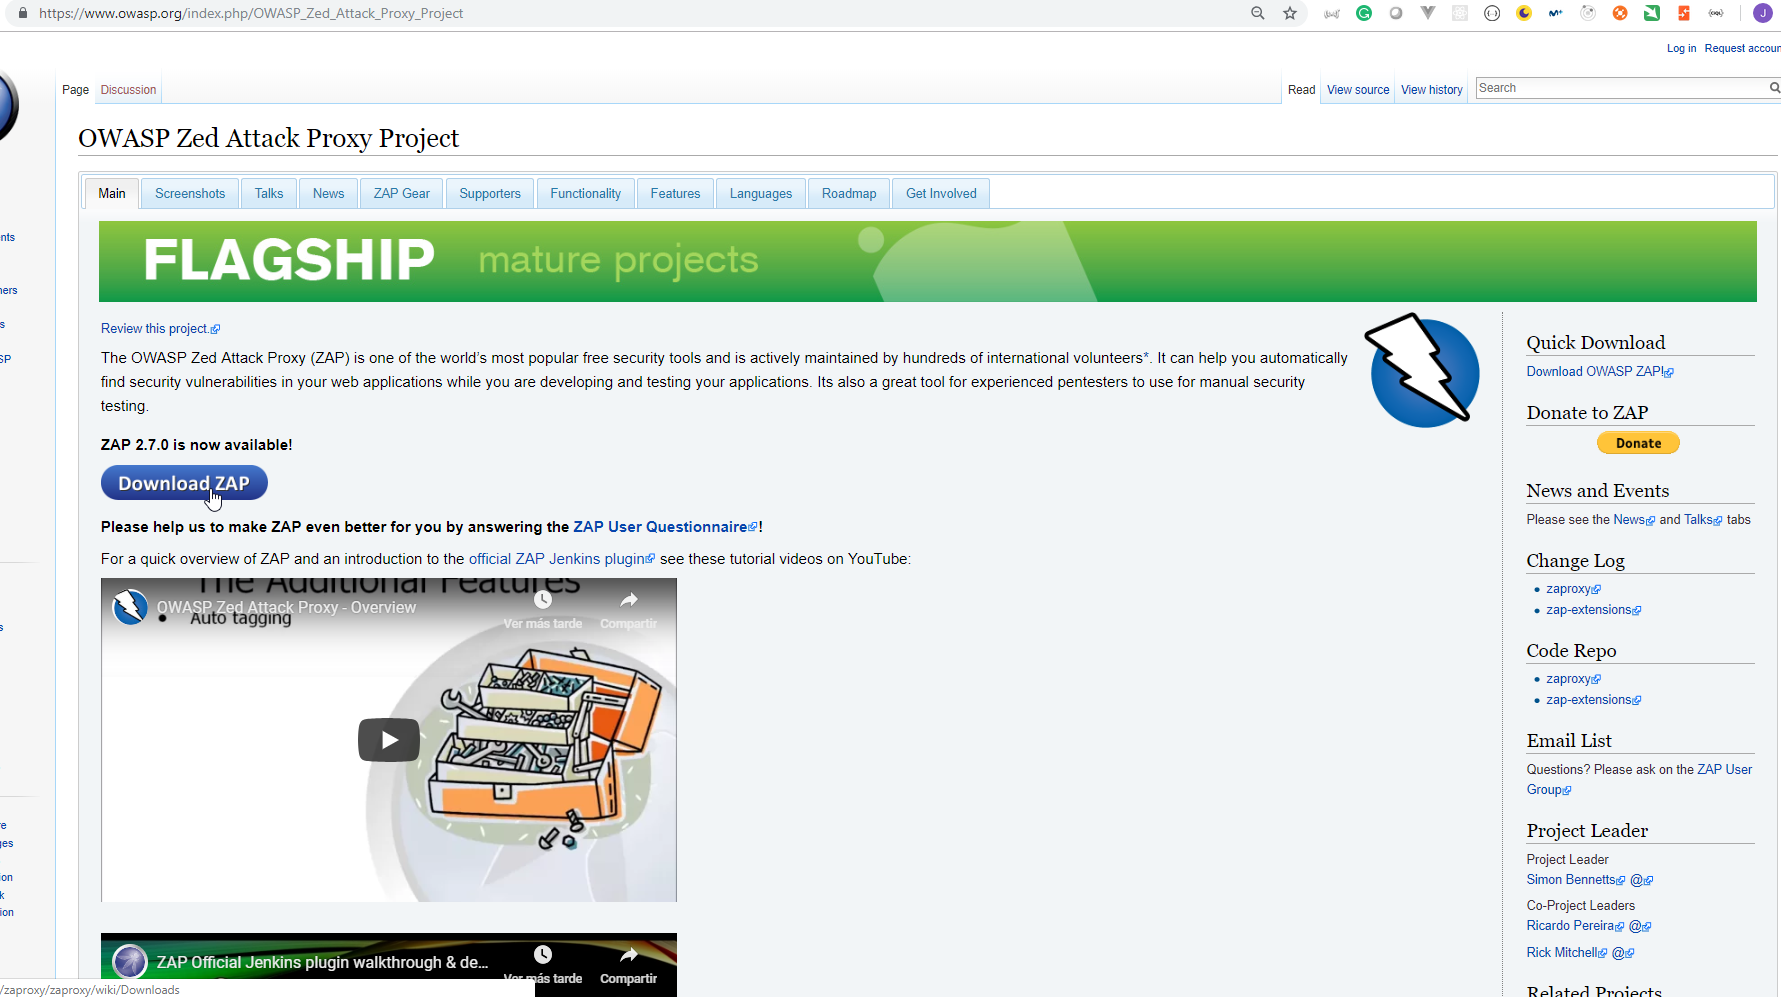 https://www.owasp.org/index.php/OWASP_Zed_Attack_Proxy_Project
J
Log in Request accoun
Page Discussion
Read View source View history Search
OWASP Zed Attack Proxy Project
Main Screenshots Talks News ZAP Gear Supporters Functionality Features Languages Roadmap Get Involved
FLAGSHIP mature projects
Review this project.
The OWASP Zed Attack Proxy (ZAP) is one of the world’s most popular free security tools and is actively maintained by hundreds of international volunteers*. It can help you automatically
find security vulnerabilities in your web applications while you are developing and testing your applications. Its also a great tool for experienced pentesters to use for manual security
testing.
ZAP 2.7.0 is now available!
Download ZAP
Please help us to make ZAP even better for you by answering the ZAP User Questionnaire!
For a quick overview of ZAP and an introduction to the official ZAP Jenkins plugin see these tutorial videos on YouTube:
The Additional Features
OWASP Zed Attack Proxy - Overview
• Auto tagging
Ver más tarde Compartir
ZAP Official Jenkins plugin walkthrough & de...
Ver más tarde Compartir
Quick Download
Download OWASP ZAP!
Donate to ZAP
Donate
News and Events
Please see the News and Talks tabs
Change Log
• zaproxy
• zap-extensions
Code Repo
• zaproxy
• zap-extensions
Email List
Questions? Please ask on the ZAP User
Group
Project Leader
Project Leader
Simon Bennetts @
Co-Project Leaders
Ricardo Pereira @
Rick Mitchell @
Related Projects
nts
ners
s
SP
s
re
ges
ion
k
ion
/zaproxy/zaproxy/wiki/Downloads